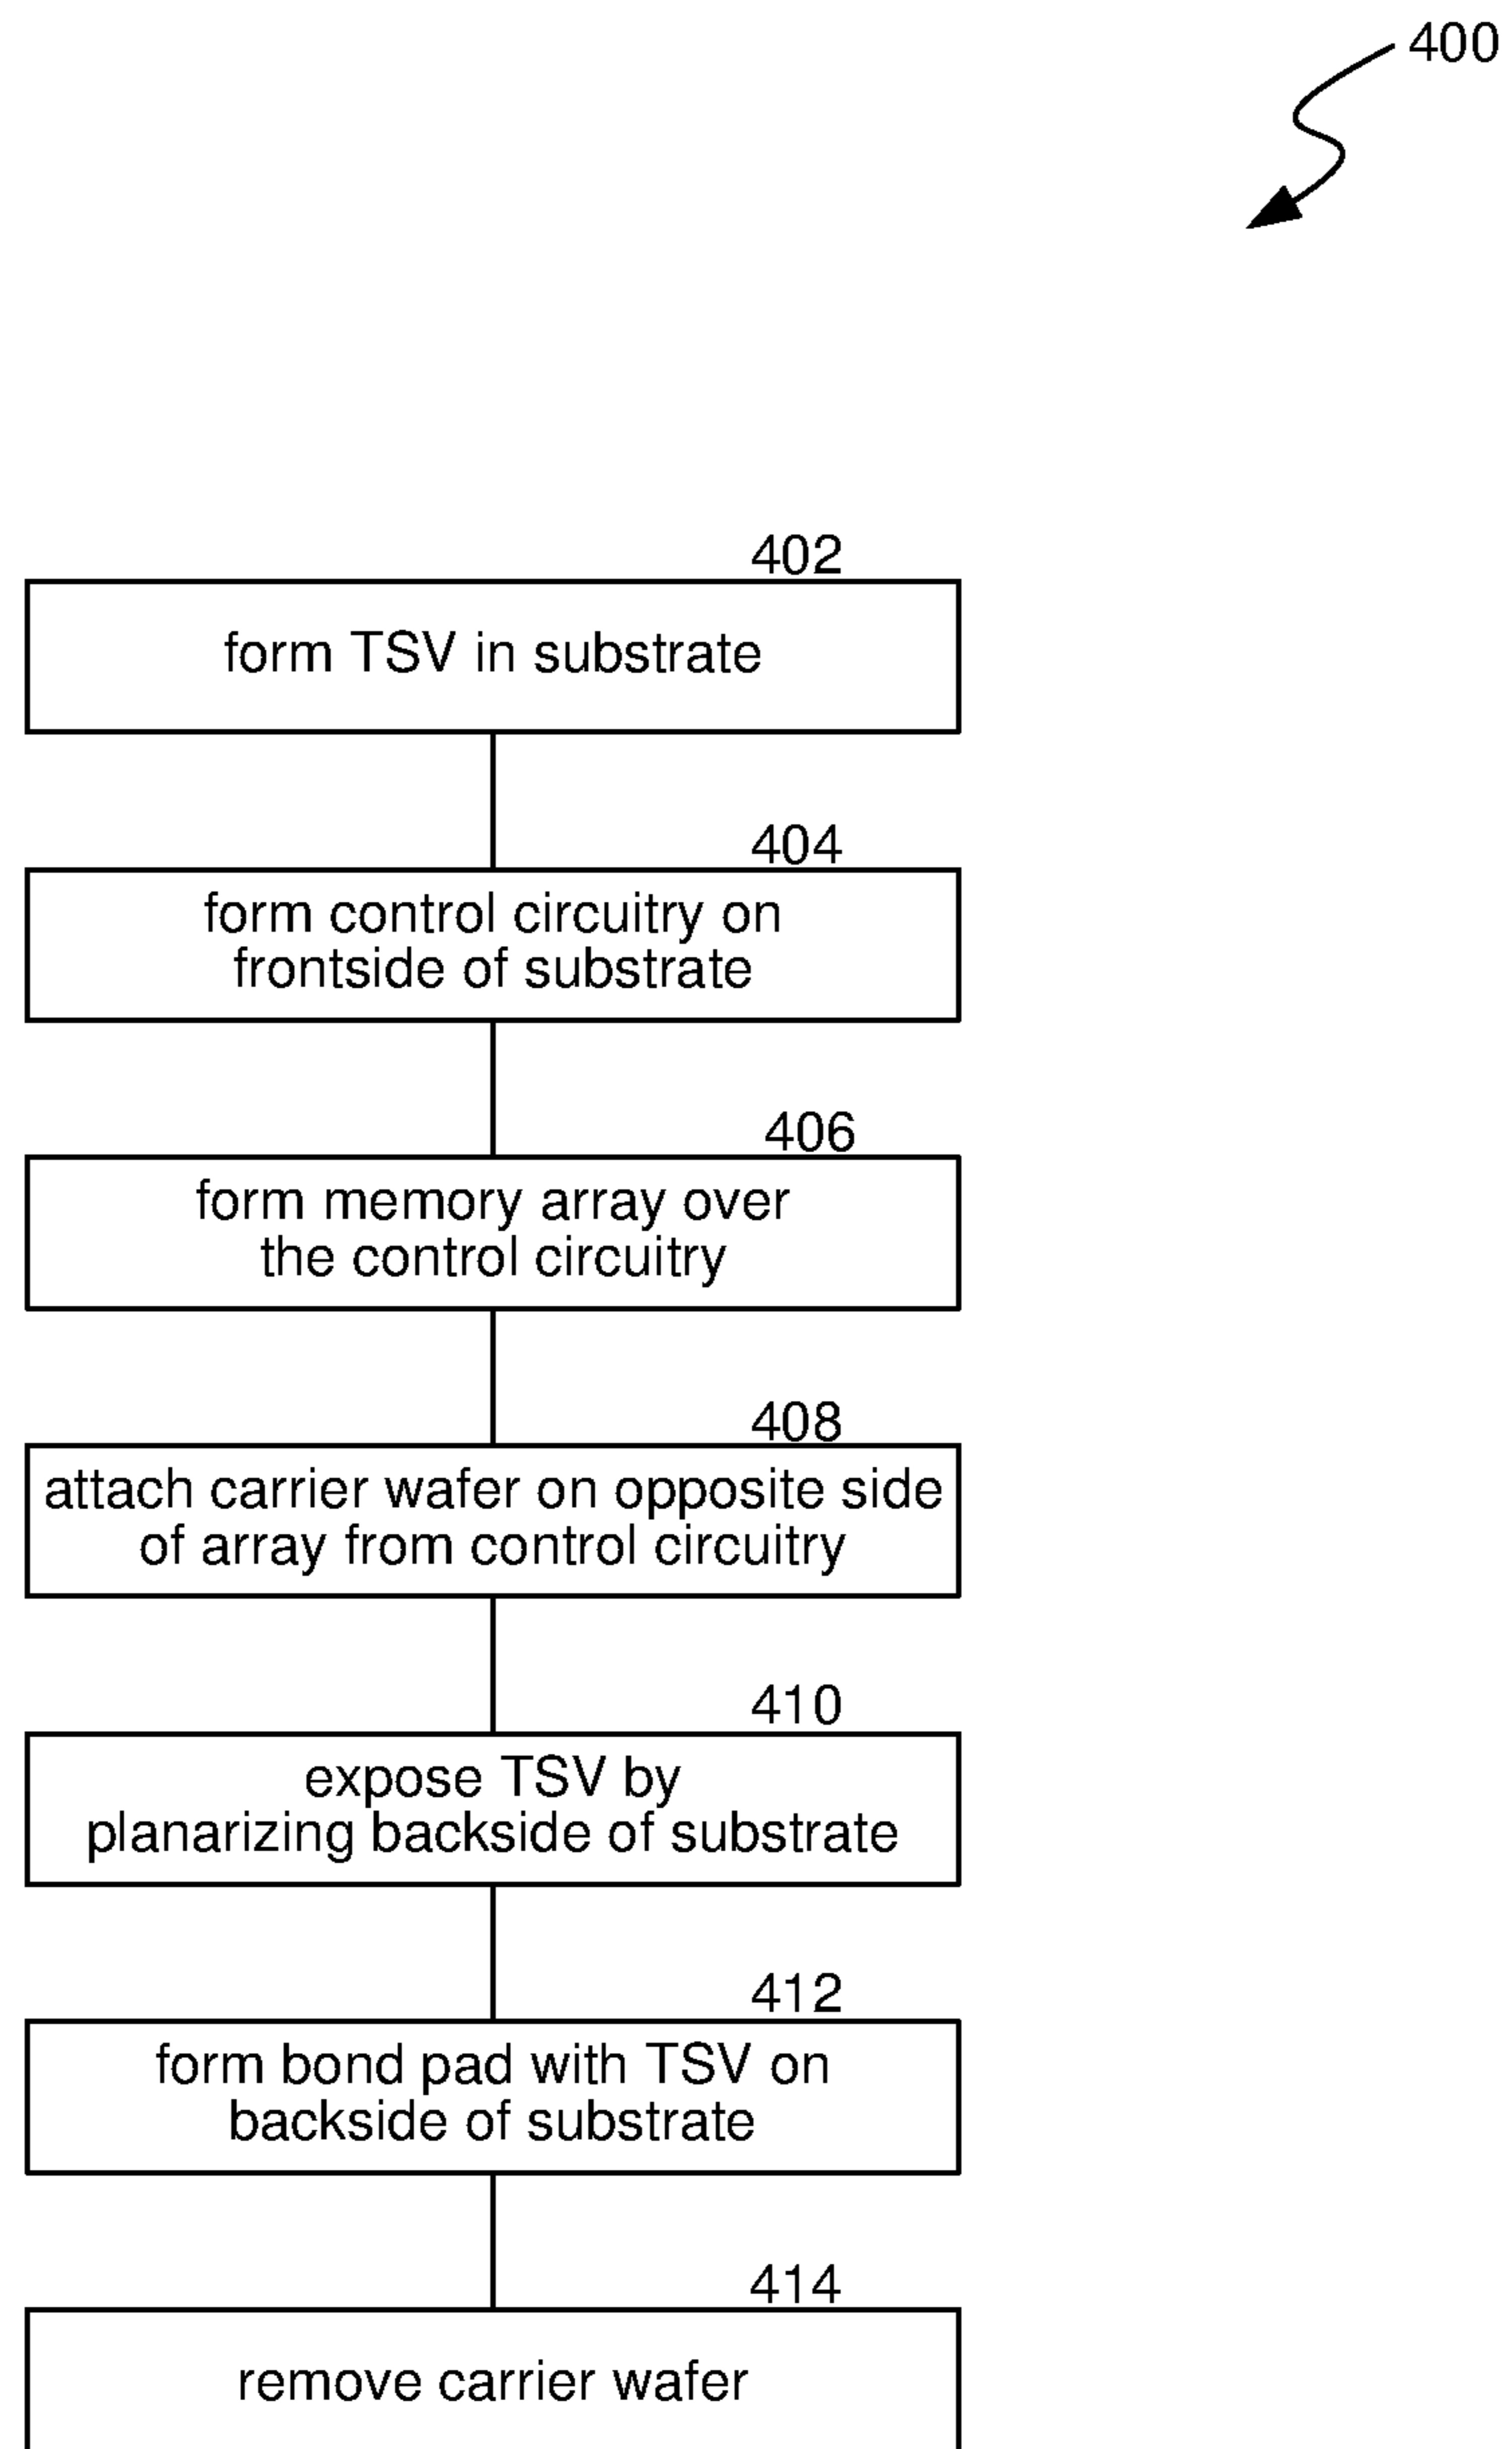 400
402
form TSV in substrate
404
form control circuitry on
frontside of substrate
406
form memory array over
the control circuitry
408
attach carrier wafer on opposite side
of array from control circuitry
410
expose TSV by
planarizing backside of substrate
412
form bond pad with TSV on
backside of substrate
414
remove carrier wafer